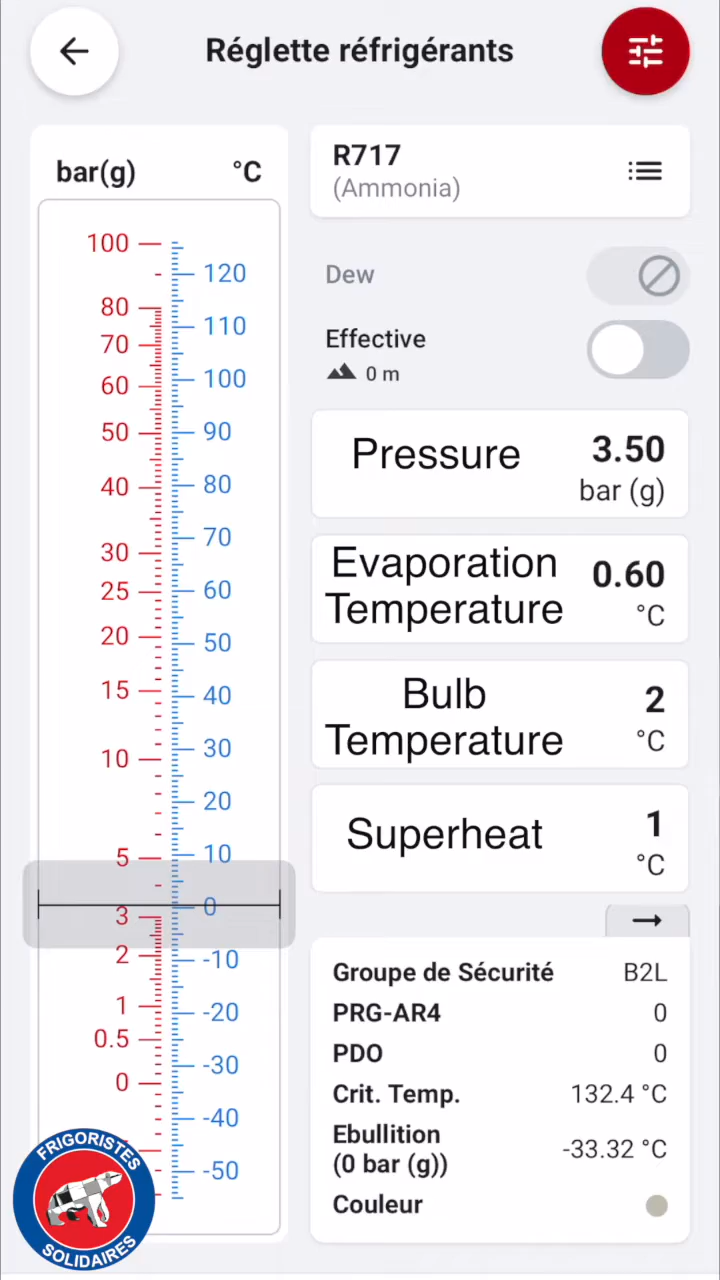 Réglette réfrigérants
bar(g) °C
100
80
70
60
50
40
30
25
20
15
10
5
3
2
1
0.5
0
120
110
100
90
80
70
60
50
40
30
20
10
0
-10
-20
-30
-40
-50
R717
(Ammonia)
Dew
Effective
0 m
Pressure 3.50
bar (g)
Evaporation 0.60
Temperature °C
Bulb 2
Temperature °C
Superheat 1
°C
Groupe de Sécurité B2L
PRG-AR4 0
PDO 0
Crit. Temp. 132.4 °C
Ebullition
(0 bar (g)) -33.32 °C
Couleur
FRIGORISTES
SOLIDAIRES